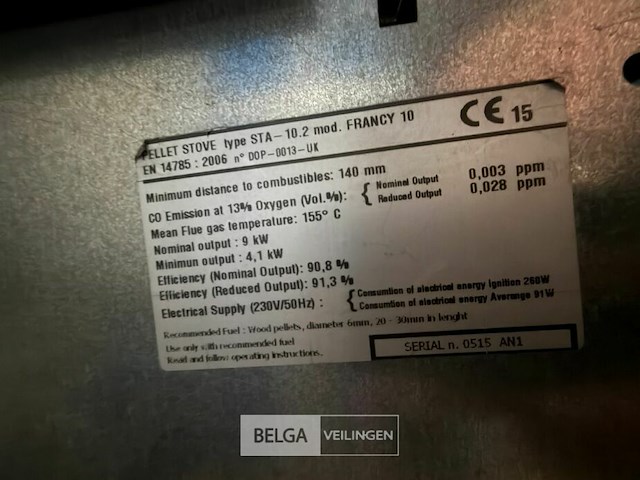 PELLET STOVE type STA-10.2 mod. FRANCY 10
EN 14785 : 2006 n° DOP-0013-UK
CE 15
Minimum distance to combustibles: 140 mm
CO Emission at 13% Oxygen (Vol.%): { Nominal Output 0,003 ppm
Reduced Output 0,028 ppm
Mean Flue gas temperature: 155° C
Nominal output : 9 kW
Minimun output : 4,1 kW
Efficiency (Nominal Output): 90,8 %
Efficiency (Reduced Output): 91,3 %
Electrical Supply (230V/50Hz) : { Consumtion of electrical energy Ignition 260W
Consumtion of electrical energy Averange 91W
Recommended Fuel : Wood pellets, diameter 6mm, 20 - 30mm in lenght
Use only with recommended fuel
Read and follow operating instructions.
SERIAL n. 0515 AN1
BELGA VEILINGEN